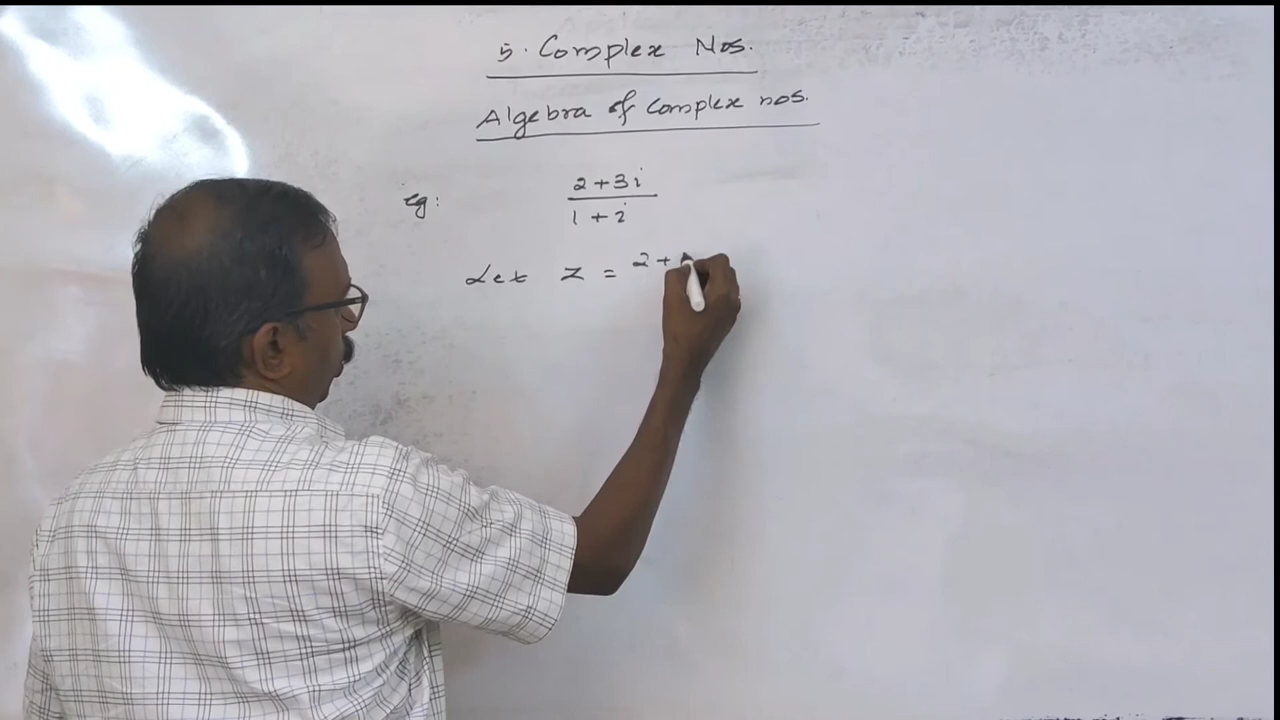 5. Complex Nos.
Algebra of Complex nos.
eg: 2 + 3i / 1 + i
Let Z = 2 +